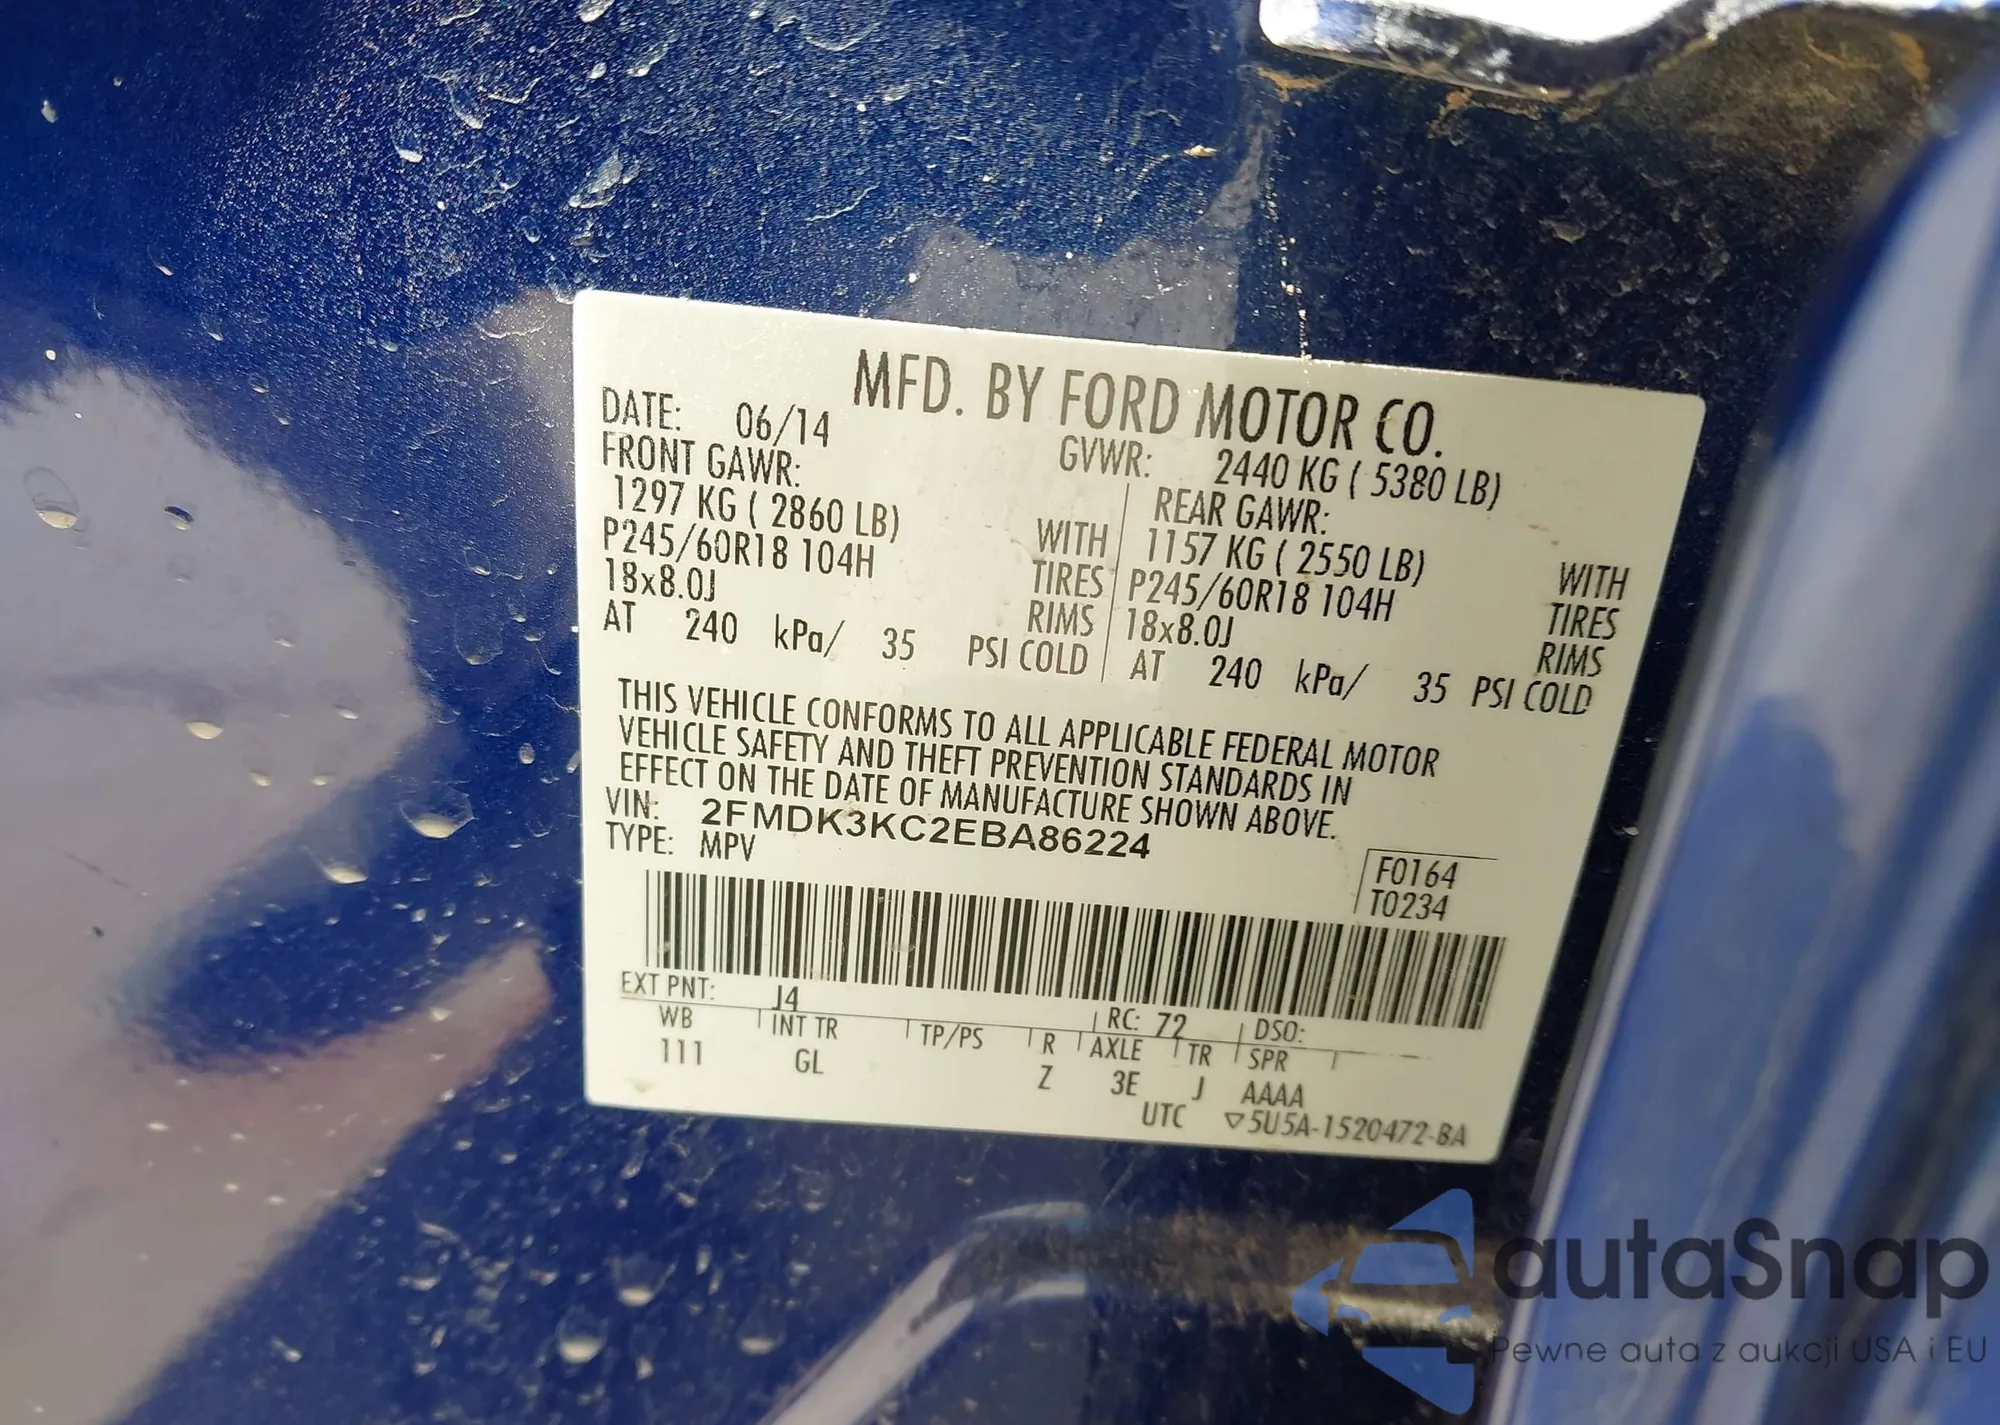 MFD. BY FORD MOTOR CO.
DATE: 06/14
GVWR: 2440 KG ( 5380 LB)
FRONT GAWR:
1297 KG ( 2860 LB) WITH
P245/60R18 104H TIRES
18x8.0J RIMS
AT 240 kPa/ 35 PSI COLD
REAR GAWR:
1157 KG ( 2550 LB) WITH
P245/60R18 104H TIRES
18x8.0J RIMS
AT 240 kPa/ 35 PSI COLD
THIS VEHICLE CONFORMS TO ALL APPLICABLE FEDERAL MOTOR
VEHICLE SAFETY AND THEFT PREVENTION STANDARDS IN
EFFECT ON THE DATE OF MANUFACTURE SHOWN ABOVE.
VIN: 2FMDK3KC2EBA86224
TYPE: MPV
F0164
T0234
EXT PNT: J4 RC: 72 DSO:
WB INT TR TP/PS R AXLE TR SPR
111 GL Z 3E J AAAA
UTC ▽5U5A-1520472-BA
autaSnap
Pewne auta z aukcji USA i EU